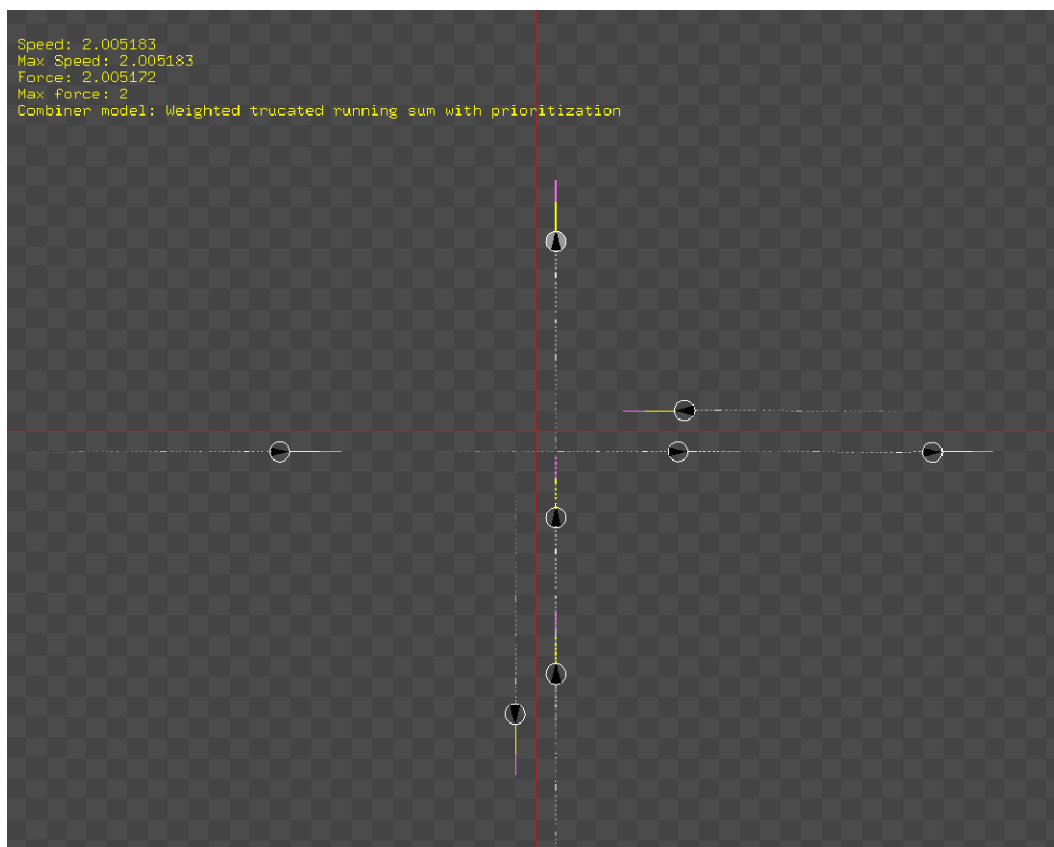 Speed: 2.005183
Max Speed: 2.005183
Force: 2.005172
Max force: 2
Combiner model: Weighted trucated running sum with prioritization